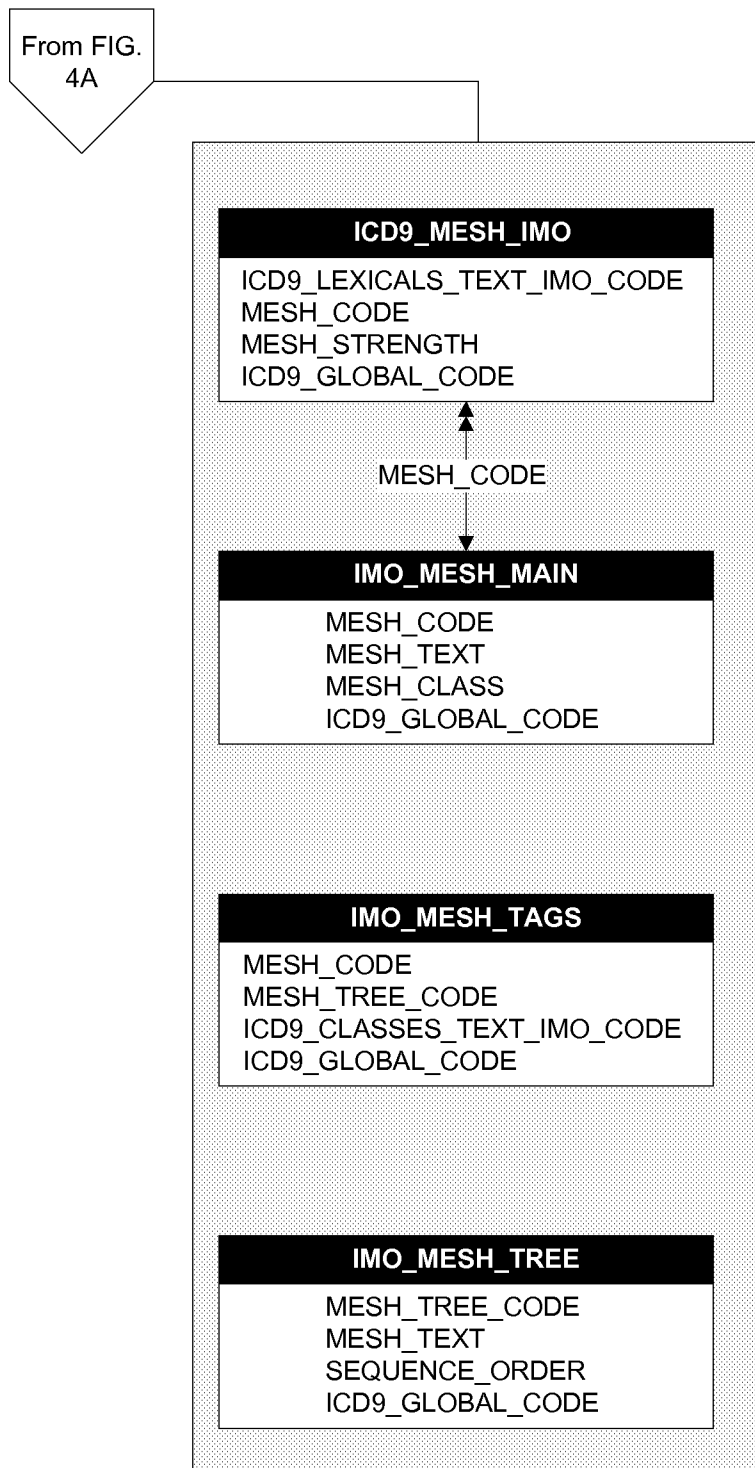 From FIG.
4A
ICD9_MESH_IMO
ICD9_LEXICALS_TEXT_IMO_CODE
MESH_CODE
MESH_STRENGTH
ICD9_GLOBAL_CODE
MESH_CODE
IMO_MESH_MAIN
MESH_CODE
MESH_TEXT
MESH_CLASS
ICD9_GLOBAL_CODE
IMO_MESH_TAGS
MESH_CODE
MESH_TREE_CODE
ICD9_CLASSES_TEXT_IMO_CODE
ICD9_GLOBAL_CODE
IMO_MESH_TREE
MESH_TREE_CODE
MESH_TEXT
SEQUENCE_ORDER
ICD9_GLOBAL_CODE